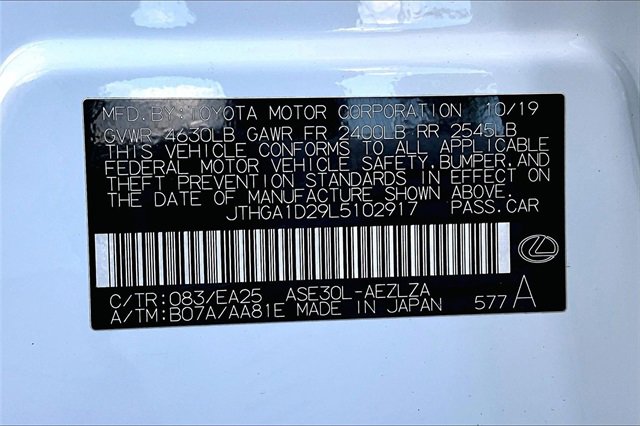 MFD.BY:TOYOTA MOTOR CORPORATION 10/19
GVWR 4630LB GAWR FR 2400LB RR 2545LB
THIS VEHICLE CONFORMS TO ALL APPLICABLE
FEDERAL MOTOR VEHICLE SAFETY,BUMPER,AND
THEFT PREVENTION STANDARDS IN EFFECT ON
THE DATE OF MANUFACTURE SHOWN ABOVE.
JTHGA1D29L5102917 PASS.CAR
C/TR:083/EA25 ASE30L-AEZLZA
A/TM:B07A/AA81E MADE IN JAPAN 577 A